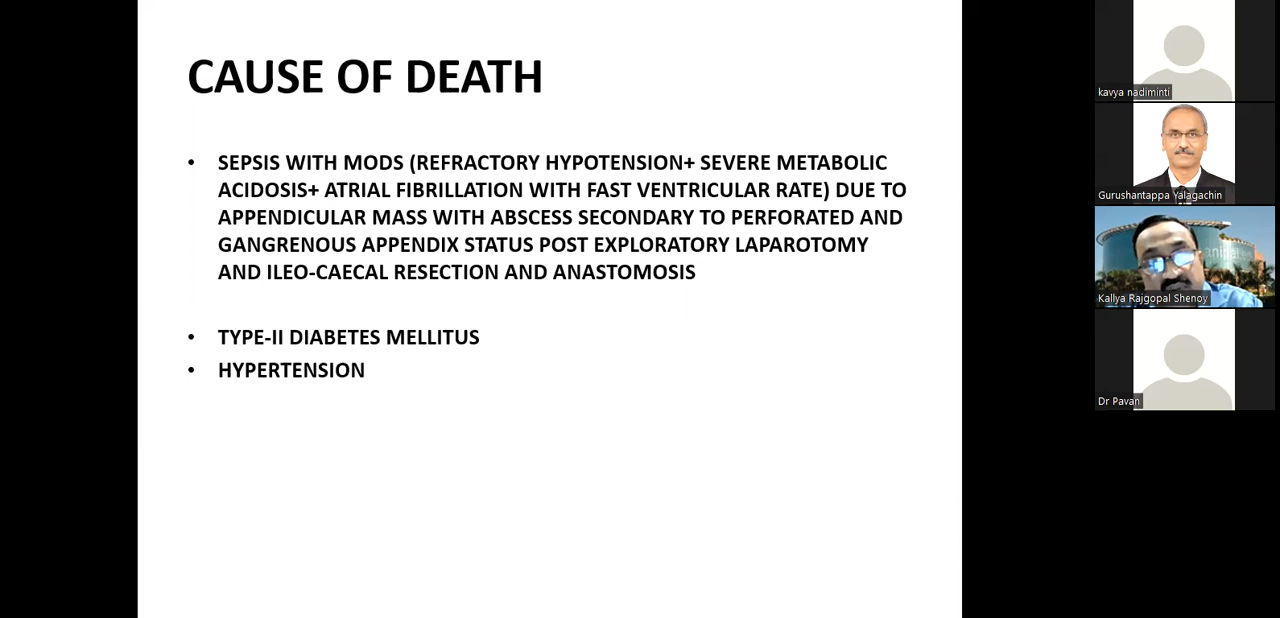 CAUSE OF DEATH
• SEPSIS WITH MODS (REFRACTORY HYPOTENSION+ SEVERE METABOLIC
ACIDOSIS+ ATRIAL FIBRILLATION WITH FAST VENTRICULAR RATE) DUE TO
APPENDICULAR MASS WITH ABSCESS SECONDARY TO PERFORATED AND
GANGRENOUS APPENDIX STATUS POST EXPLORATORY LAPAROTOMY
AND ILEO-CAECAL RESECTION AND ANASTOMOSIS
• TYPE-II DIABETES MELLITUS
• HYPERTENSION
kavya nadiminti
Gurushantappa Yalagachin
Kallya Rajgopal Shenoy
Dr Pavan